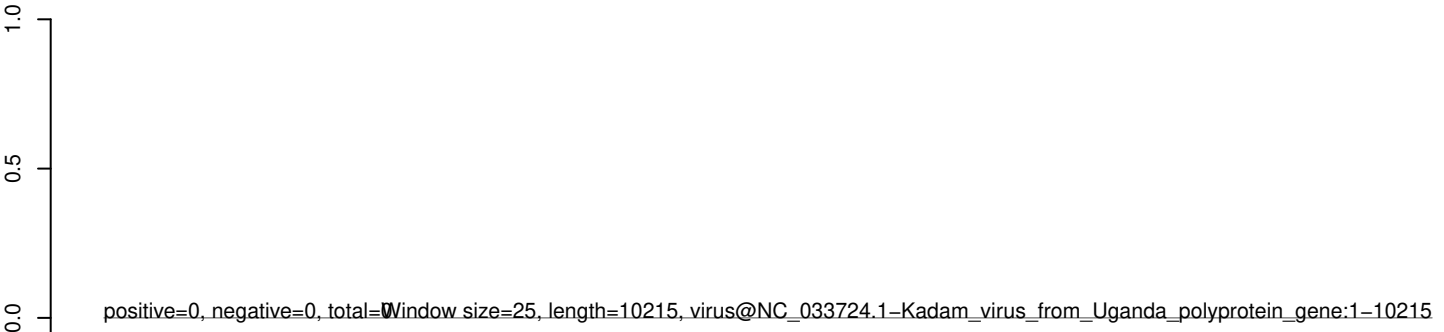 1.0
0.5
0.0
positive=0, negative=0, total=0
Window size=25, length=10215, virus@NC_033724.1−Kadam_virus_from_Uganda_polyprotein_gene:1−10215